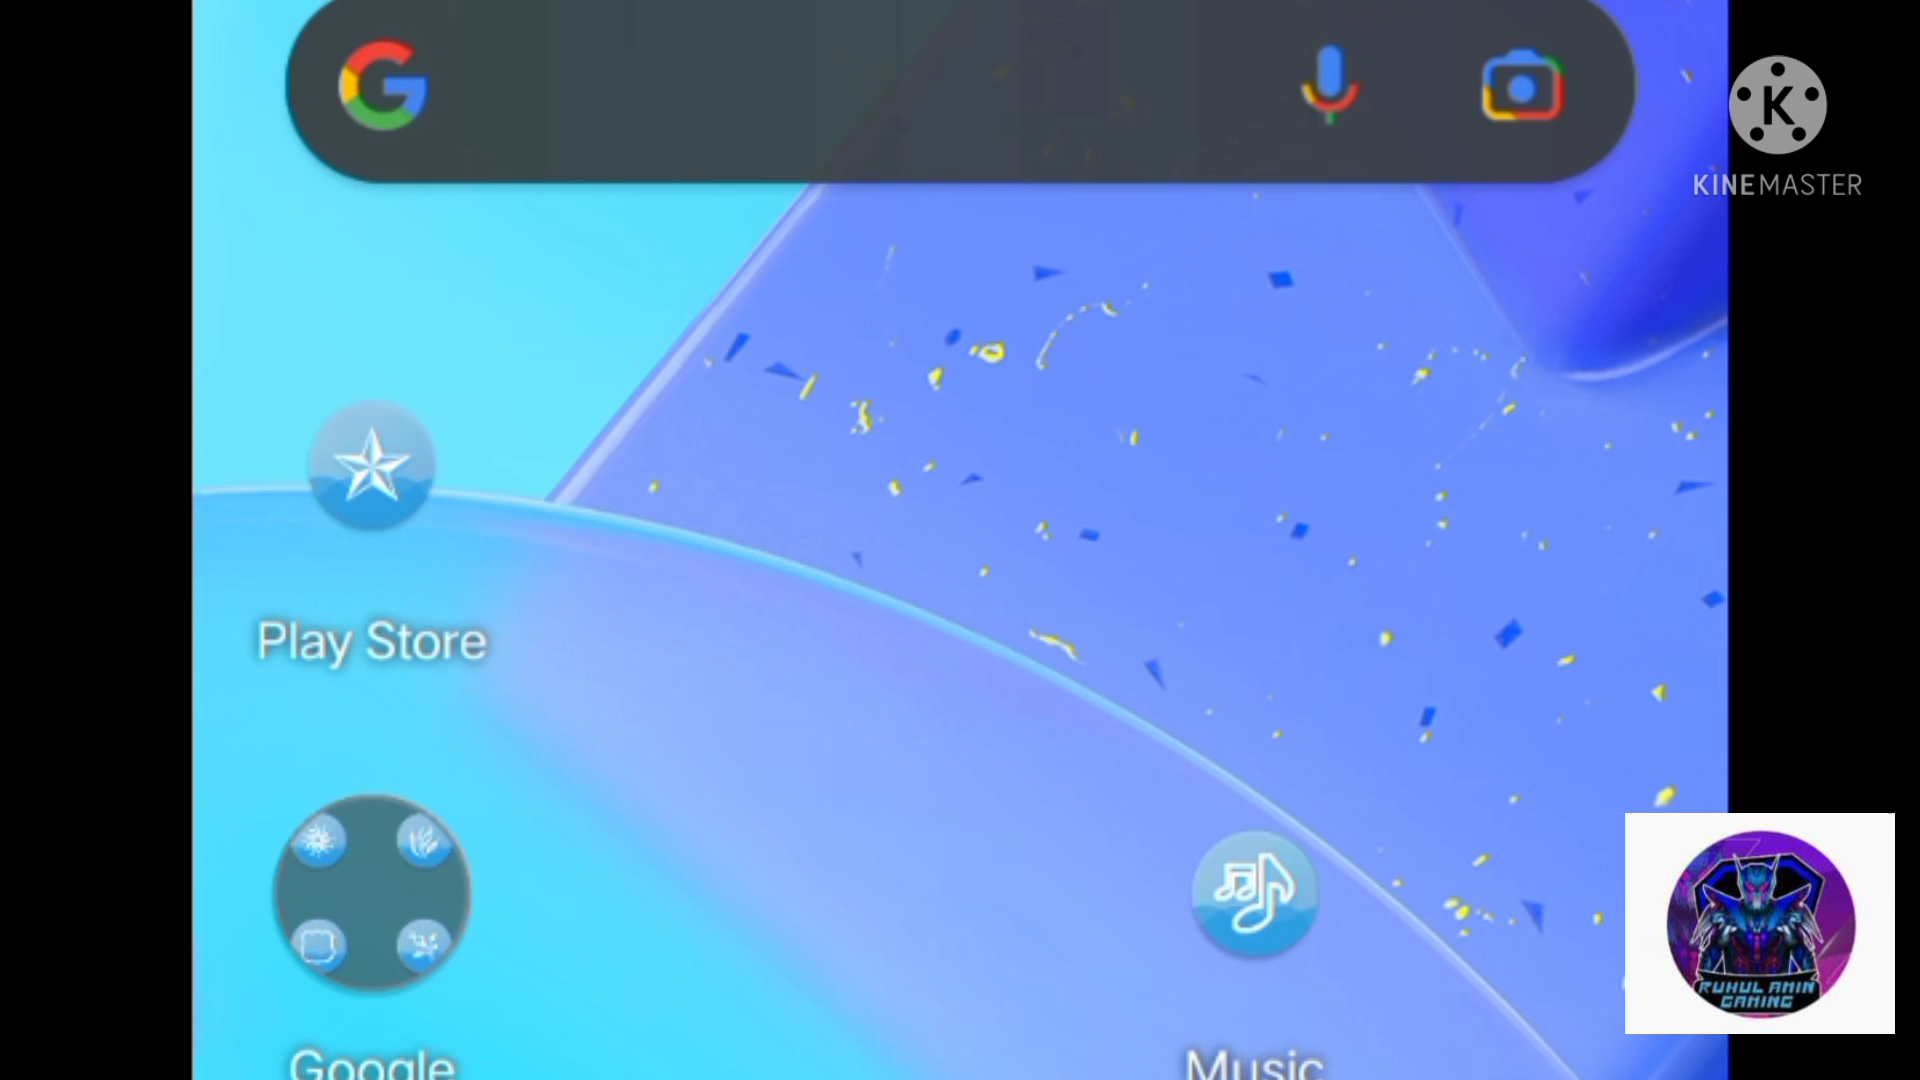 K
KINEMASTER
Play Store
Google
Music
RUHUL AMIN
GAMING